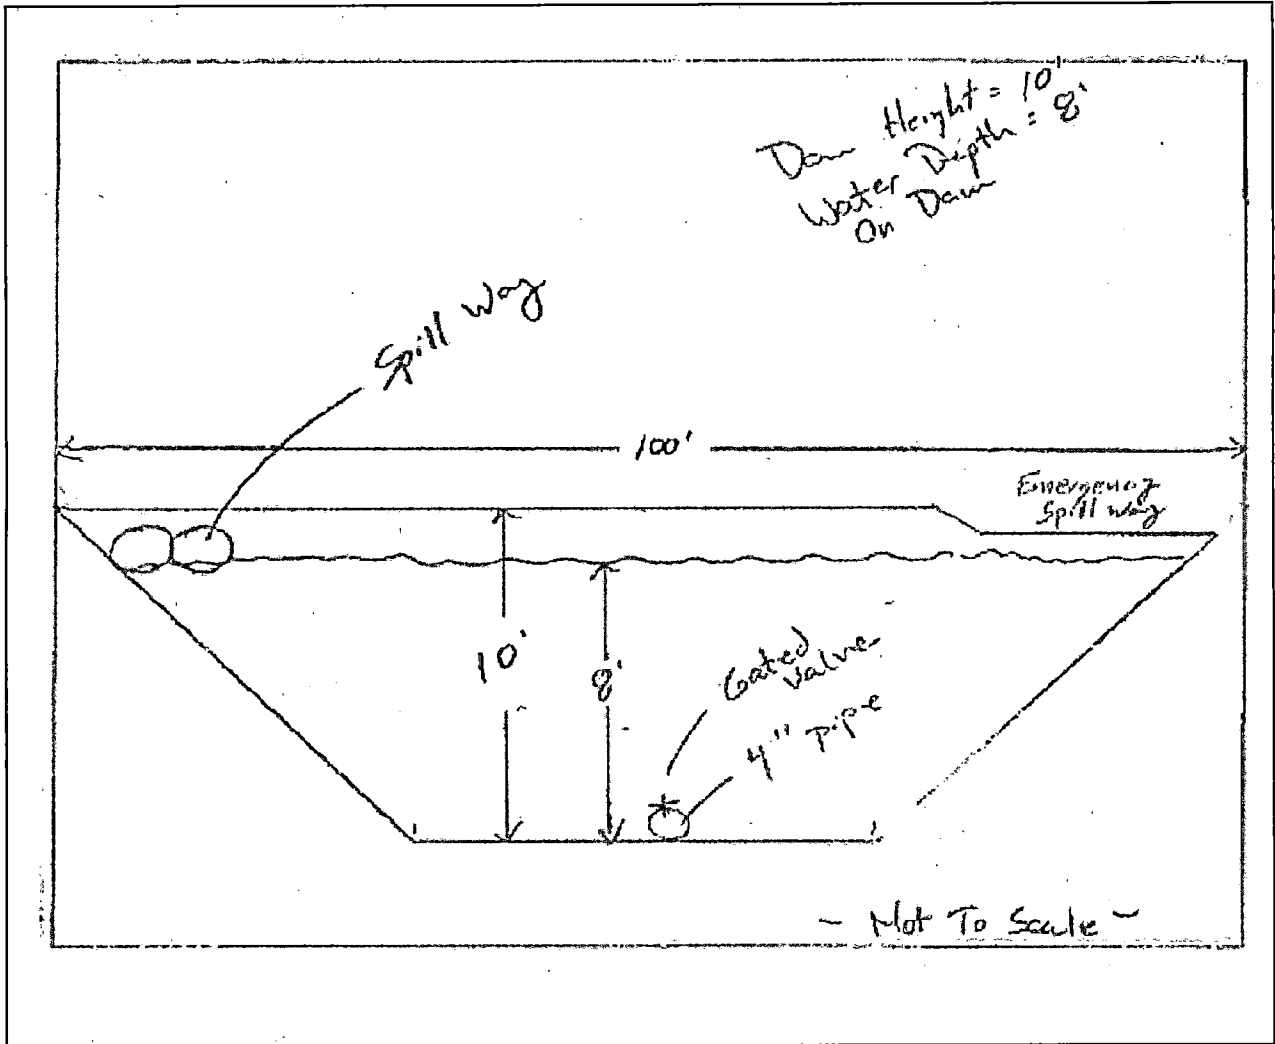 Dam Height = 10'
Water Depth = 8'
On Dam
Spill Way
100'
Emergency
Spill Way
10'
8'
Gated
Valve
4" Pipe
- Not To Scale -